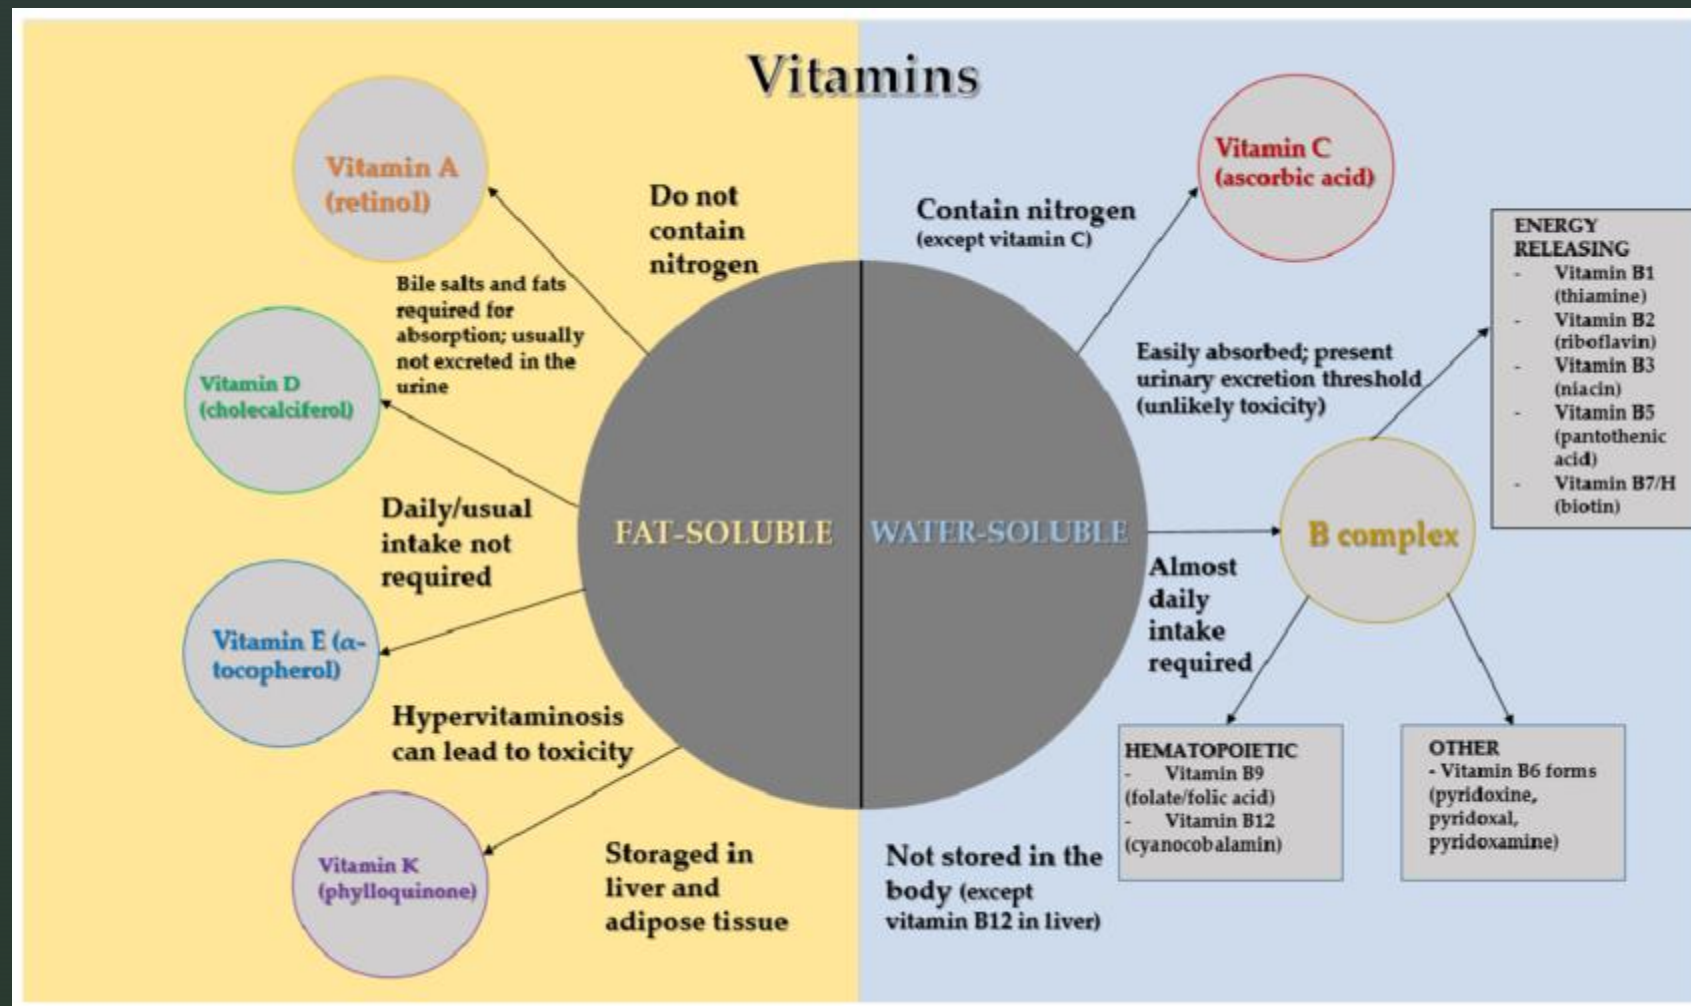 Vitamins
Vitamin A
(retinol)
Do not
contain
nitrogen
Bile salts and fats
required for
absorption; usually
not excreted in the
urine
Vitamin D
(cholecalciferol)
Daily/usual
intake not
required
FAT-SOLUBLE
Vitamin E (α-
tocopherol)
Hypervitaminosis
can lead to toxicity
Vitamin K
(phylloquinone)
Storaged in
liver and
adipose tissue
Vitamin C
(ascorbic acid)
Contain nitrogen
(except vitamin C)
Easily absorbed; present
urinary excretion threshold
(unlikely toxicity)
ENERGY
RELEASING
- Vitamin B1
(thiamine)
- Vitamin B2
(riboflavin)
- Vitamin B3
(niacin)
- Vitamin B5
(pantothenic
acid)
- Vitamin B7/H
(biotin)
WATER-SOLUBLE
B complex
Almost
daily
intake
required
HEMATOPOIETIC
- Vitamin B9
(folate/folic acid)
- Vitamin B12
(cyanocobalamin)
OTHER
- Vitamin B6 forms
(pyridoxine,
pyridoxal,
pyridoxamine)
Not stored in the
body (except
vitamin B12 in liver)